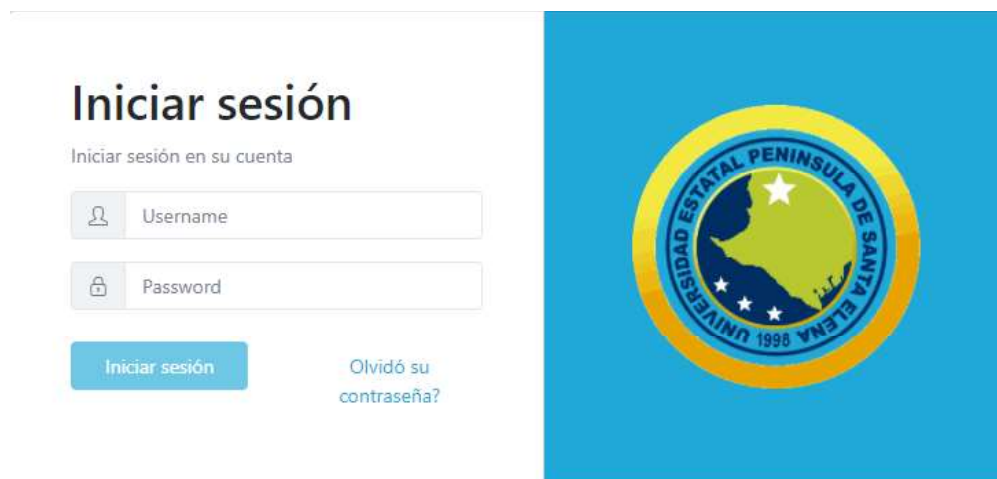 Iniciar sesión
Iniciar sesión en su cuenta
Username
Password
Iniciar sesión
Olvidó su
contraseña?
UNIVERSIDAD ESTATAL PENINSULA DE SANTA ELENA
1998